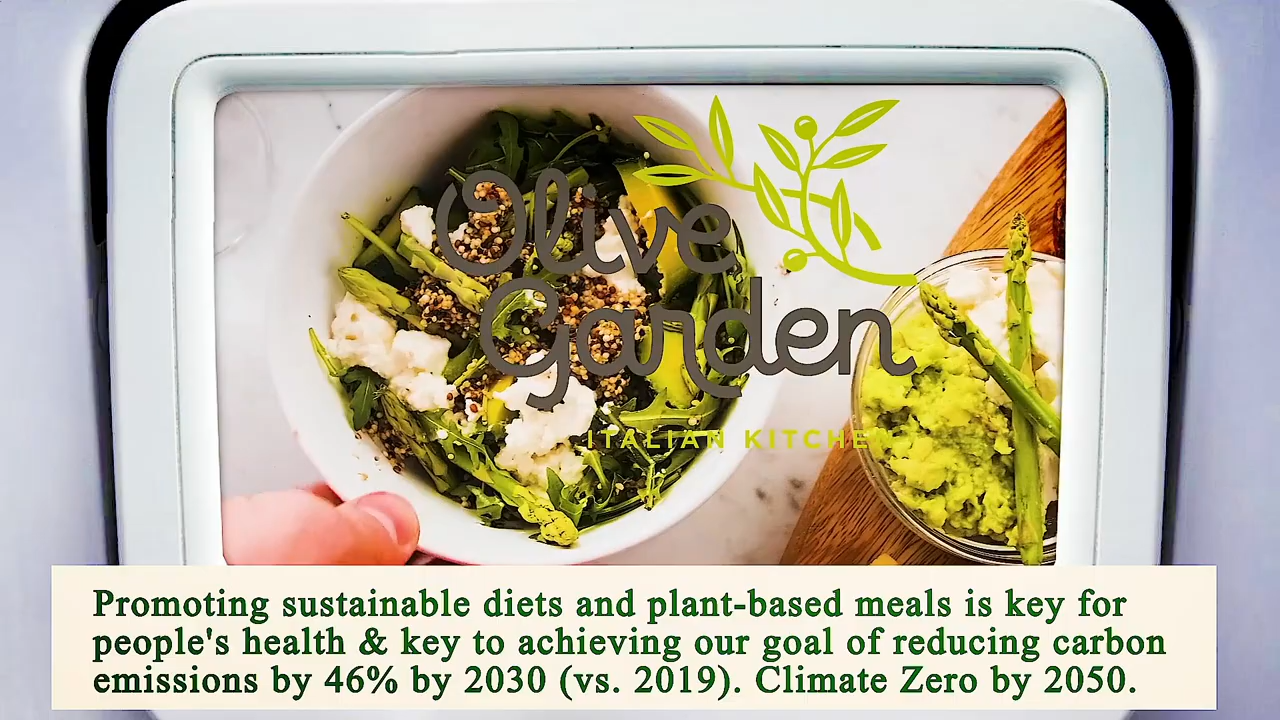 Olive
Garden
ITALIAN KITCHEN
Promoting sustainable diets and plant-based meals is key for
people's health & key to achieving our goal of reducing carbon
emissions by 46% by 2030 (vs. 2019). Climate Zero by 2050.